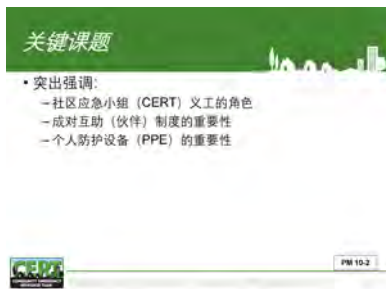 关键课题
▪ 突出强调:
–社区应急小组（CERT）义工的角色
–成对互助（伙伴）制度的重要性
–个人防护设备（PPE）的重要性
CERT
PM 10-2